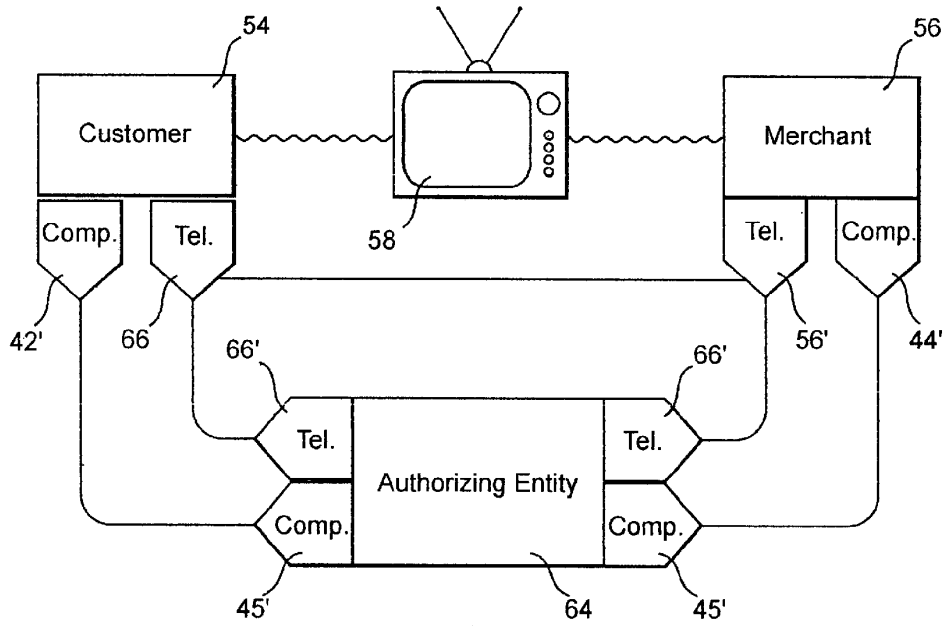 54
56
Customer
Merchant
58
Comp.
Tel.
Tel.
Comp.
42'
66
56'
44'
66'
66'
Tel.
Tel.
Authorizing Entity
Comp.
Comp.
45'
64
45'